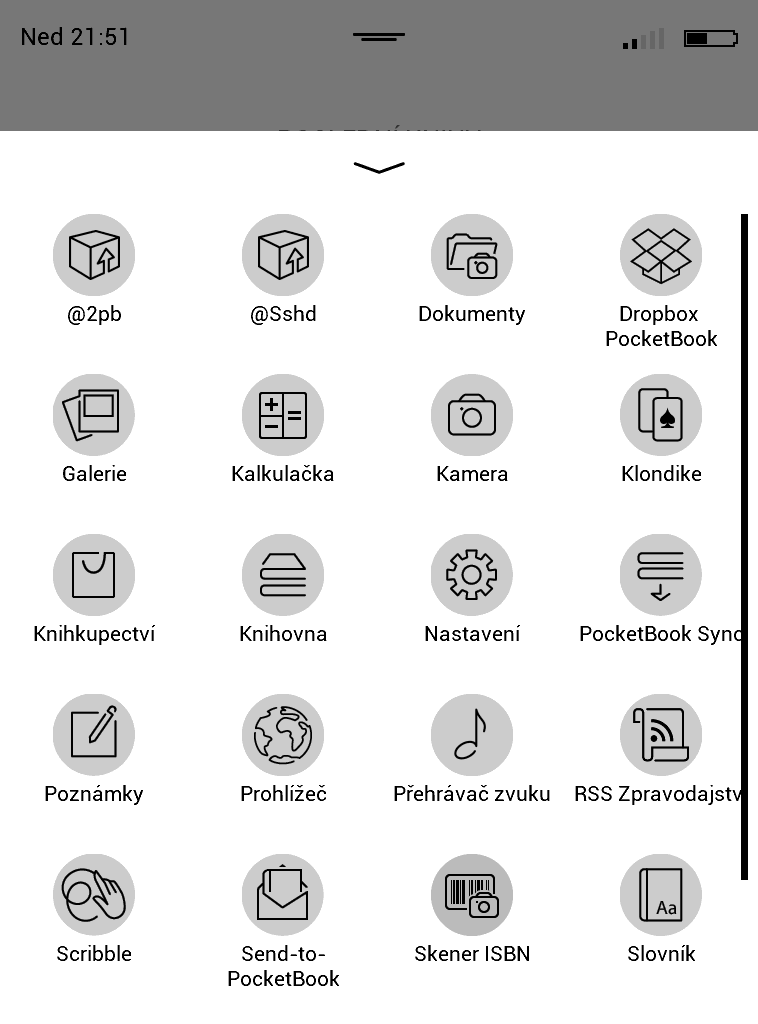 Ned 21:51
@2pb
@Sshd
Dokumenty
Dropbox
PocketBook
Galerie
Kalkulačka
Kamera
Klondike
Knihkupectví
Knihovna
Nastavení
PocketBook Sync
Poznámky
Prohlížeč
Přehrávač zvuku
RSS Zpravodajstv
Aa
Scribble
Send-to-
PocketBook
Skener ISBN
Slovník